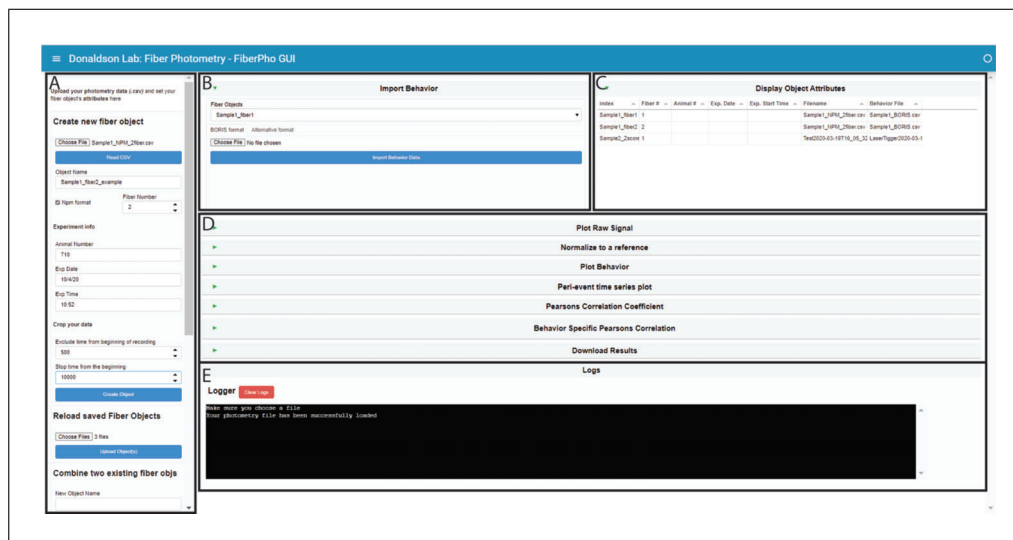 Donaldson Lab: Fiber Photometry - FiberPho GUI
A
Upload your photometry data (.csv) and set your
fiber object's attributes here
Create new fiber object
Choose File Sample1_NPM_2fiber.csv
Read CSV
Object Name
Sample1_fiber2_example
Npm format
Fiber Number
2
Experiment info
Animal Number
710
Exp Date
10/4/20
Exp Time
10:52
Crop your data
Exclude time from beginning of recording
500
Stop time from the beginning
10000
Create Object
Reload saved Fiber Objects
Choose Files 3 files
Upload Object(s)
Combine two existing fiber objs
New Object Name
B
Import Behavior
Fiber Objects
Sample1_fiber1
BORIS format Alternative format
Choose File No file chosen
Import Behavior Data
C
Display Object Attributes
Index Fiber # Animal # Exp. Date Exp. Start Time Filename Behavior File
Sample1_fiber1 1 Sample1_NPM_2fiber.csv Sample1_BORIS.csv
Sample1_fiber2 2 Sample1_NPM_2fiber.csv Sample1_BORIS.csv
Sample2_2scor 1
D
Plot Raw Signal
Normalize to a reference
Plot Behavior
Peri-event time series plot
Pearsons Correlation Coefficient
Behavior Specific Pearsons Correlation
Download Results
E
Logs
Logger Clear Logs
Make sure you choose a file
Your photometry file has been successfully loaded